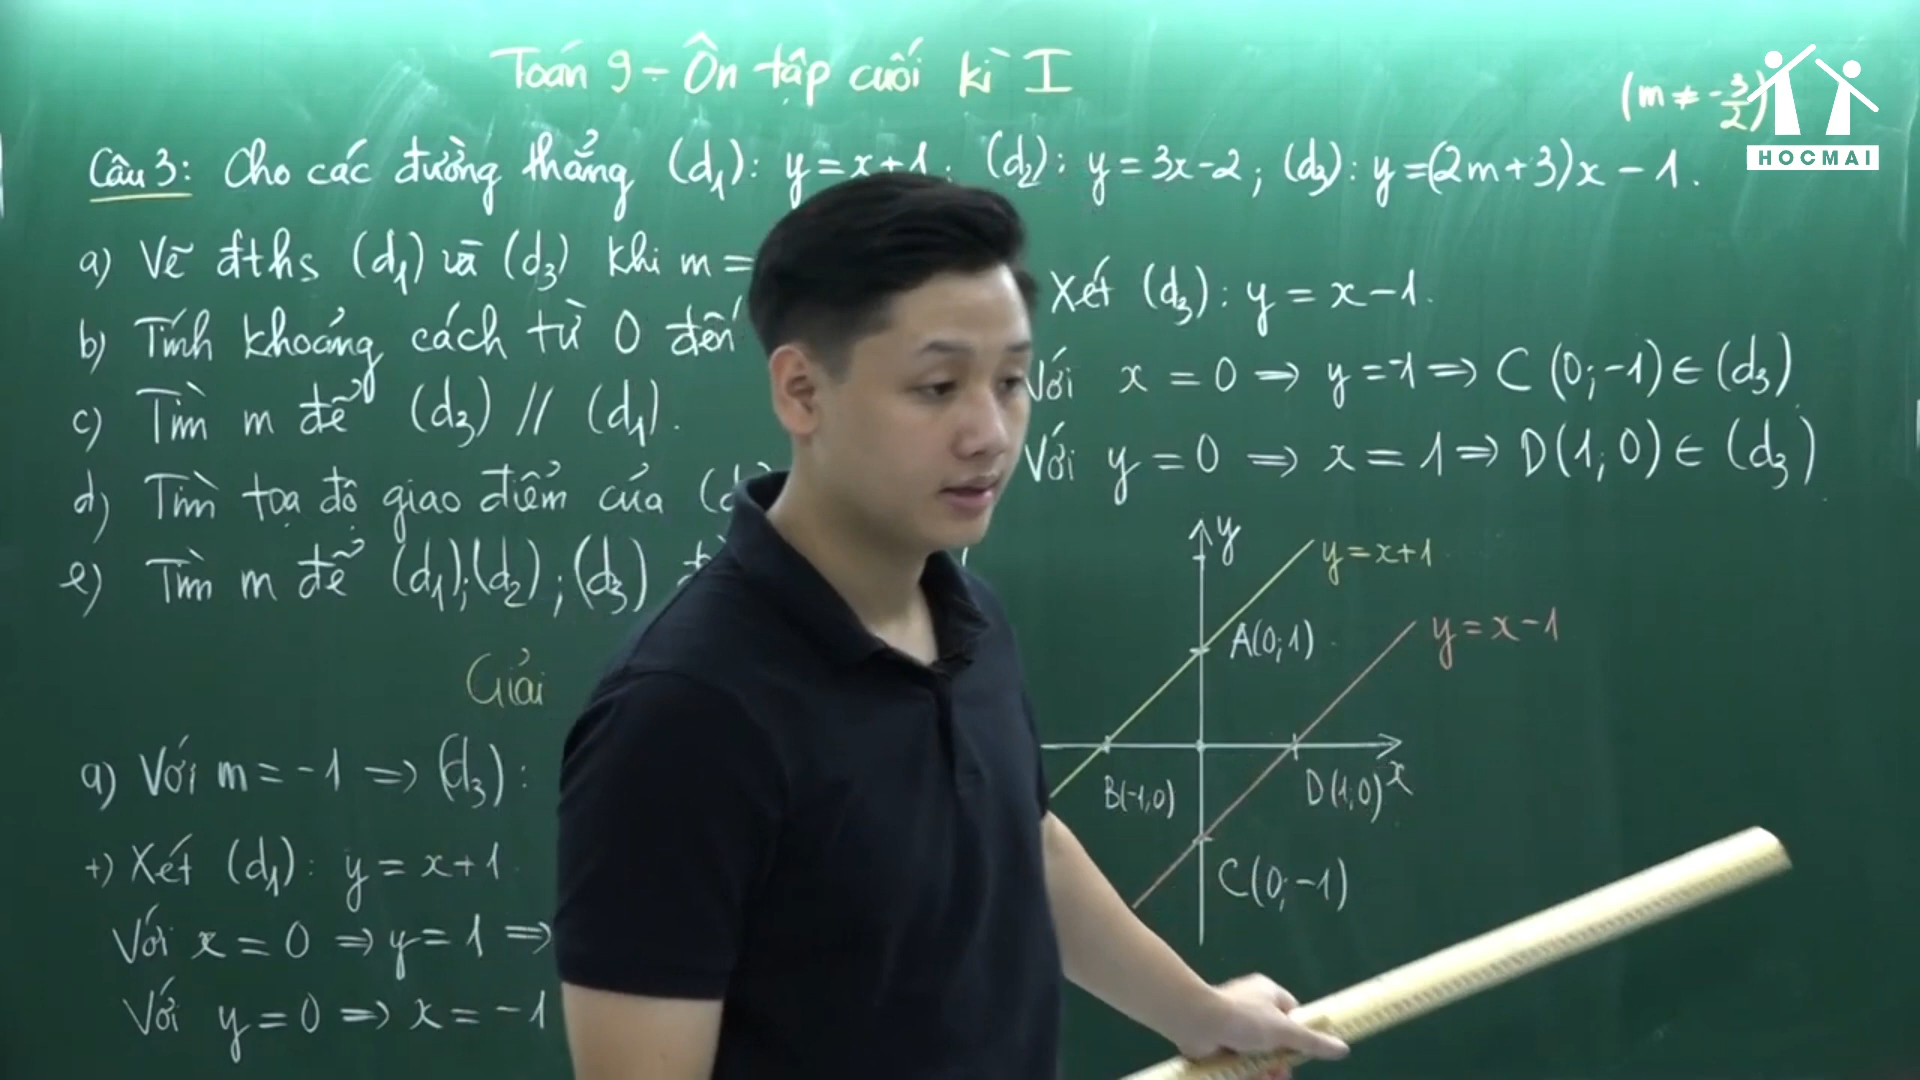 Toán 9 - Ôn tập cuối kì I
(m ≠ -3/2)
HOCMAI
Câu 3: Cho các đường thẳng (d₁): y = x + 1; (d₂): y = 3x - 2; (d₃): y = (2m + 3)x - 1.
a) Vẽ đths (d₁) và (d₃) khi m =
b) Tính khoảng cách từ O đến
c) Tìm m để (d₃) // (d₁).
d) Tìm toạ độ giao điểm của
e) Tìm m để (d₁); (d₂); (d₃)
Giải
a) Với m = -1 => (d₃):
+) Xét (d₁): y = x + 1
Với x = 0 => y = 1 =>
Với y = 0 => x = -1
Xét (d₃): y = x - 1.
Với x = 0 => y = -1 => C (0; -1) ∈ (d₃)
Với y = 0 => x = 1 => D(1; 0) ∈ (d₃)
y
y = x + 1
A(0; 1)
y = x - 1
B(-1; 0)
D(1; 0)
x
C(0; -1)